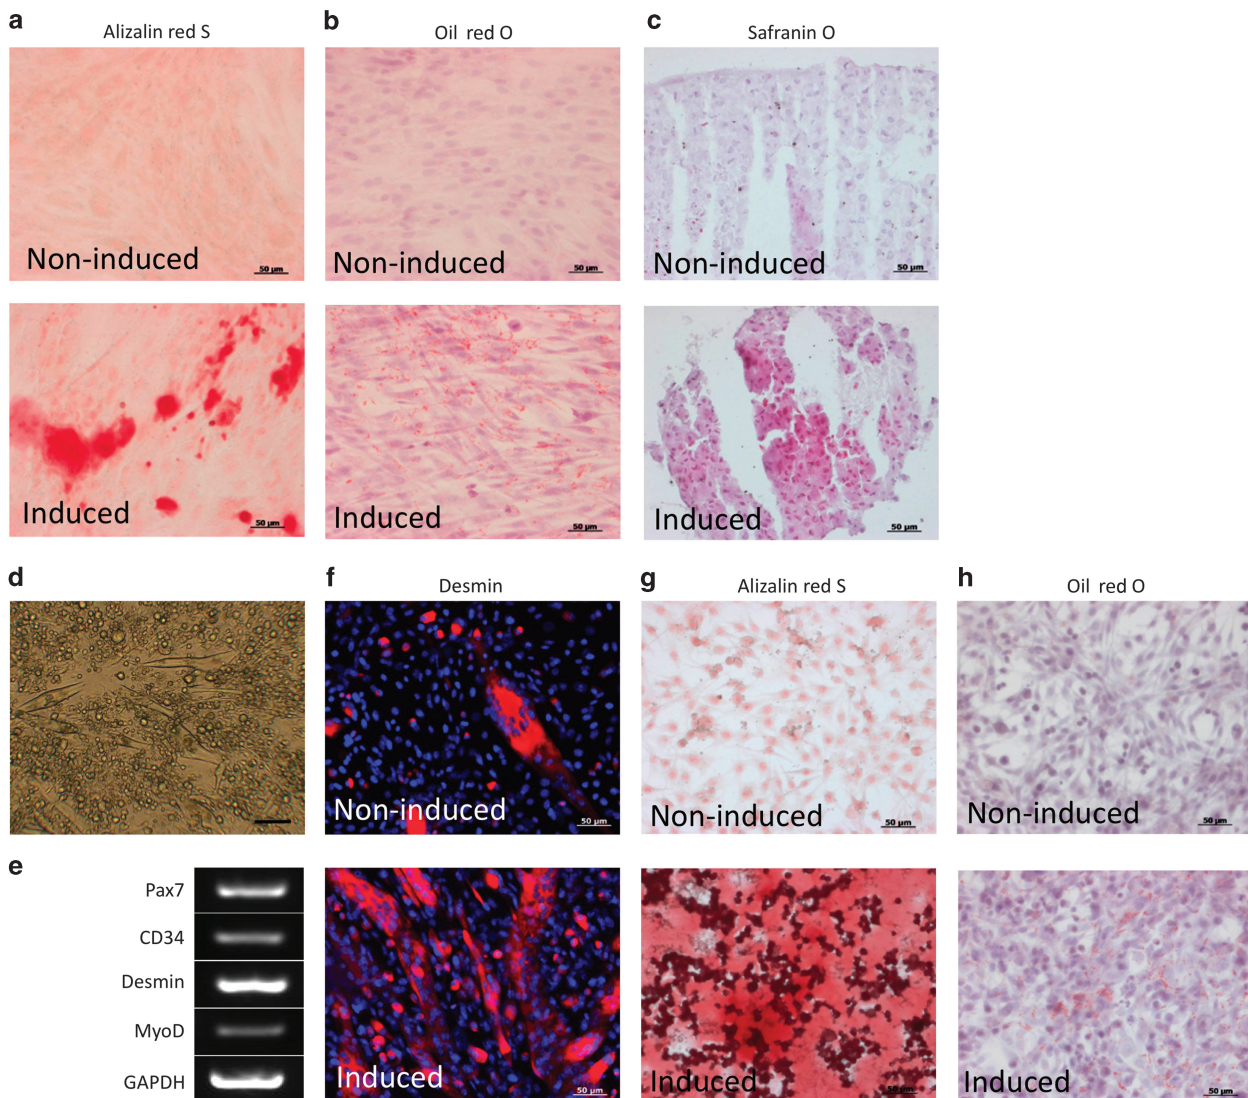 a
Alizalin red S
b
Oil red O
c
Safranin O
Non-induced
50 µm
Non-induced
50 µm
Non-induced
50 µm
Induced
50 µm
Induced
50 µm
Induced
50 µm
d
f
Desmin
g
Alizalin red S
h
Oil red O
Non-induced
50 µm
Non-induced
50 µm
Non-induced
50 µm
e
Pax7
CD34
Desmin
MyoD
GAPDH
Induced
50 µm
Induced
50 µm
Induced
50 µm